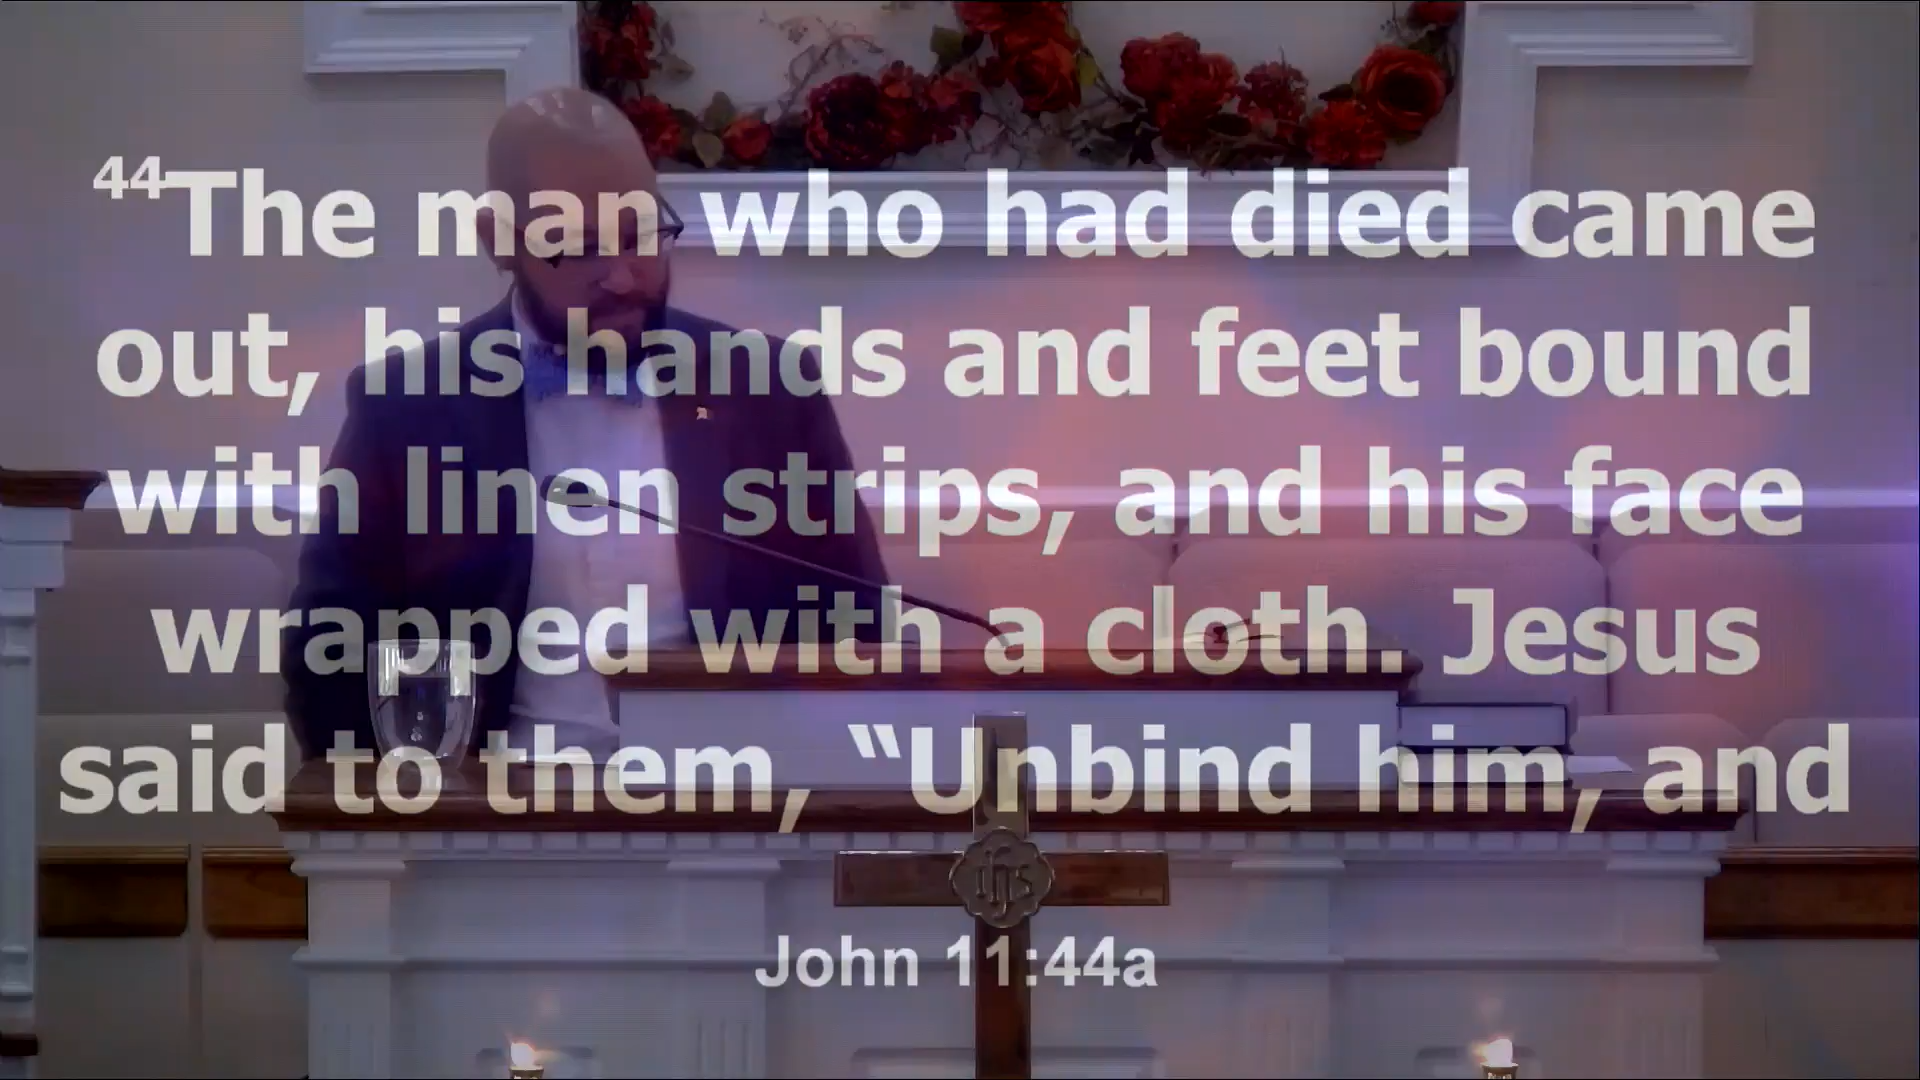 44The man who had died came
out, his hands and feet bound
with linen strips, and his face
wrapped with a cloth. Jesus
said to them, “Unbind him, and
ihs
John 11:44a